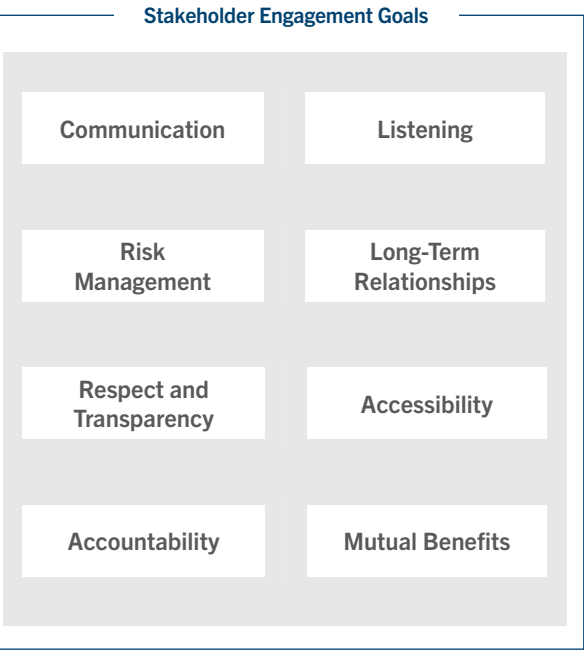 Stakeholder Engagement Goals
Communication
Listening
Risk
Management
Long-Term
Relationships
Respect and
Transparency
Accessibility
Accountability
Mutual Benefits